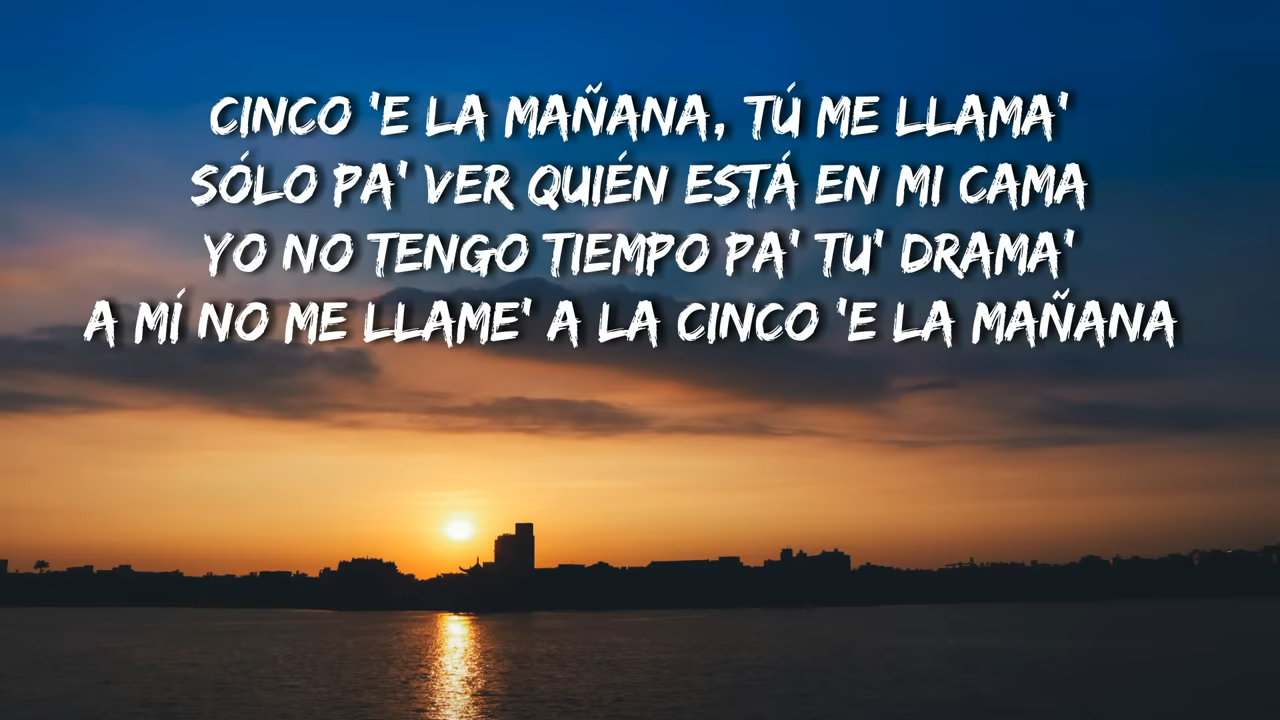 CINCO 'E LA MAÑANA, TÚ ME LLAMA'
SÓLO PA' VER QUIÉN ESTÁ EN MI CAMA
YO NO TENGO TIEMPO PA' TU' DRAMA'
A MÍ NO ME LLAME' A LA CINCO 'E LA MAÑANA